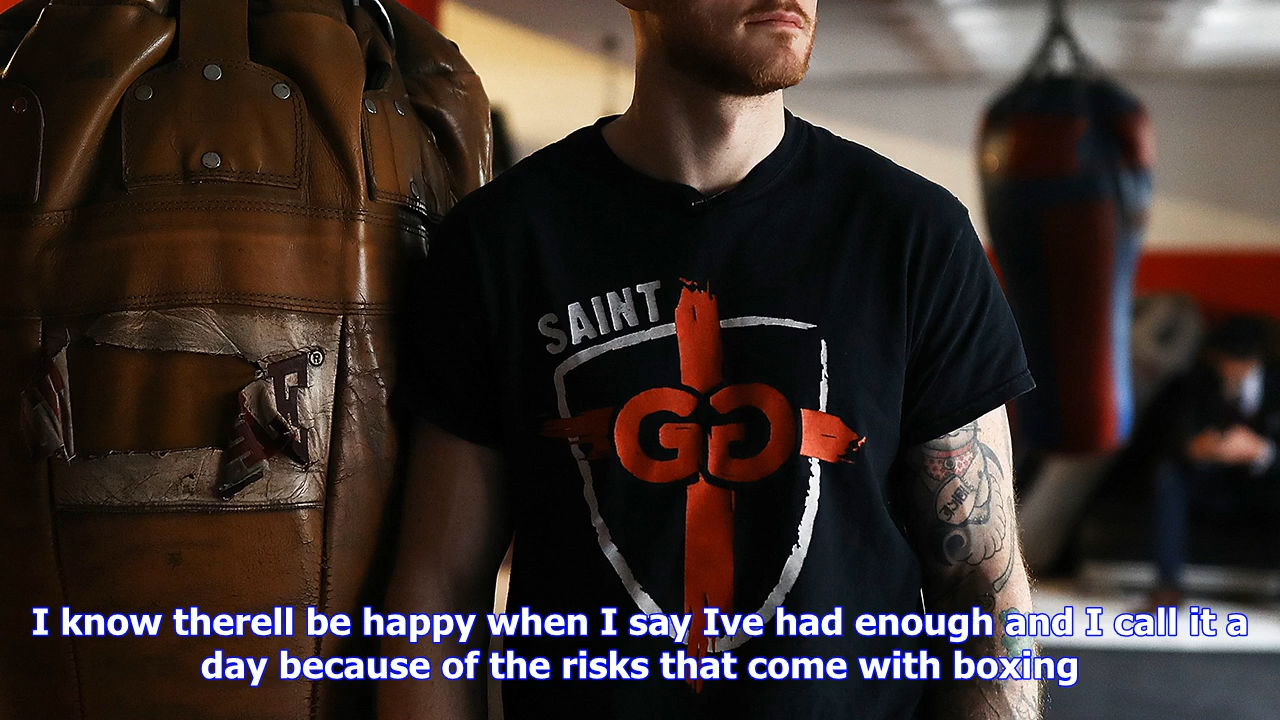 SAINT
GG
I know therell be happy when I say Ive had enough and I call it a
day because of the risks that come with boxing